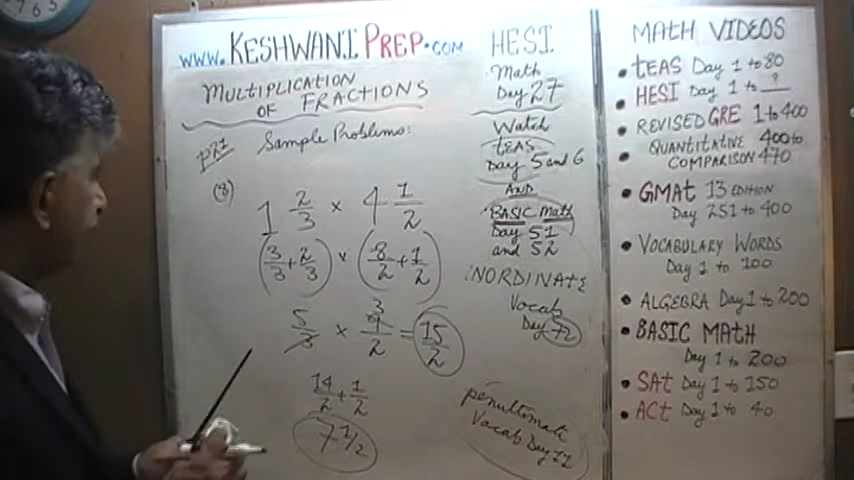 www.KESHWANI PREP.COM
MULTIPLICATION
OF FRACTIONS
P27
Sample Problems:
(8)
1 2/3 × 4 1/2
(3/3 + 2/3) × (8/2 + 1/2)
3
5/3 × 9/2 = 15/2
14/2 + 1/2
7 1/2
HESI
Math
Day 27
Watch
TEAS
Day 5 and 6
AND
BASIC Math
Day 51
and 52
INORDINATE
Vocab
Day 72
penultimate
Vocab Day
MATH VIDEOS
• TEAS Day 1 to 80
• HESI Day 1 to ?
• REVISED GRE 1 to 400
• QUANTITATIVE 400 to
COMPARISON 470
• GMAT 13 EDITION
Day 251 to 400
• VOCABULARY WORDS
Day 1 to 100
• ALGEBRA Day 1 to 200
• BASIC MATH
Day 1 to 200
• SAT Day 1 to 150
• ACT Day 1 to 40